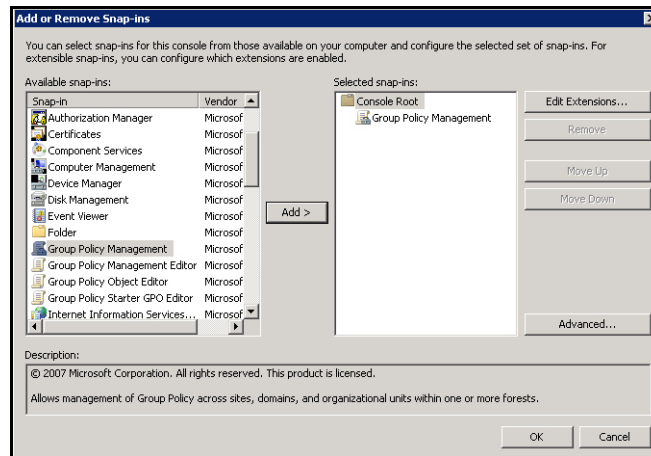 Add or Remove Snap-ins
You can select snap-ins for this console from those available on your computer and configure the selected set of snap-ins. For
extensible snap-ins, you can configure which extensions are enabled.
Available snap-ins:
Selected snap-ins:
Snap-in Vendor
Authorization Manager Microsof
Certificates Microsof
Component Services Microsof
Computer Management Microsof
Device Manager Microsof
Disk Management Microsof
Event Viewer Microsof
Folder Microsof
Group Policy Management Microsof
Group Policy Management Editor Microsof
Group Policy Object Editor Microsof
Group Policy Starter GPO Editor Microsof
Internet Information Services... Microsof
Add >
Console Root
Group Policy Management
Edit Extensions...
Remove
Move Up
Move Down
Advanced...
Description:
© 2007 Microsoft Corporation. All rights reserved. This product is licensed.
Allows management of Group Policy across sites, domains, and organizational units within one or more forests.
OK
Cancel